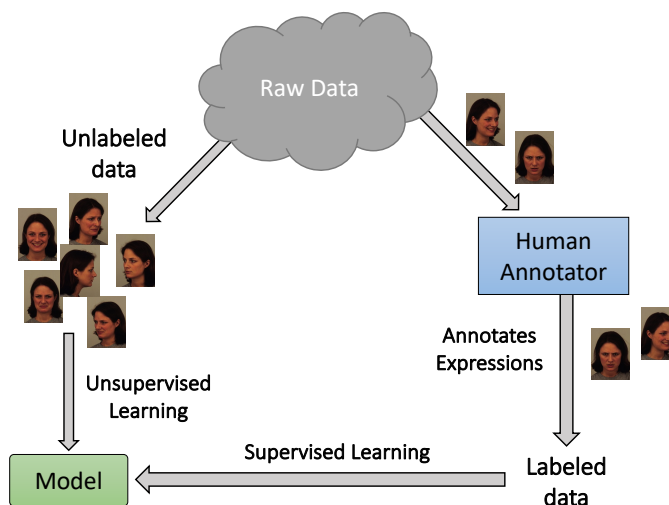 Raw Data
Unlabeled
data
Human
Annotator
Annotates
Expressions
Unsupervised
Learning
Supervised Learning
Model
Labeled
data